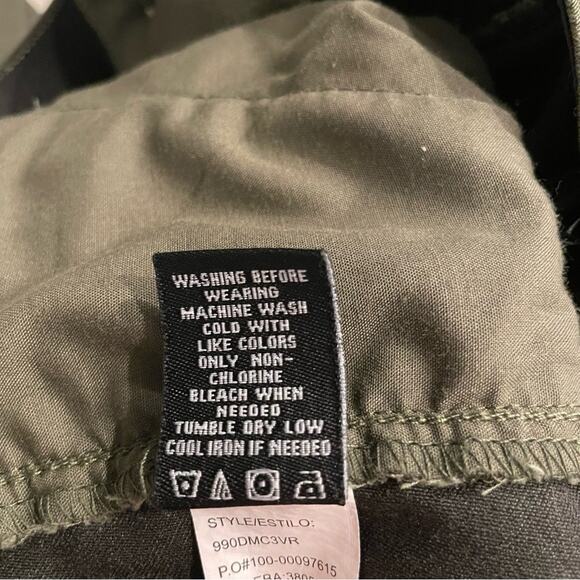 WASHING BEFORE
WEARING
MACHINE WASH
COLD WITH
LIKE COLORS
ONLY NON-
CHLORINE
BLEACH WHEN
NEEDED
TUMBLE DRY LOW
COOL IRON IF NEEDED
STYLE/ESTILO:
990DMC3VR
P.O#100-00097615